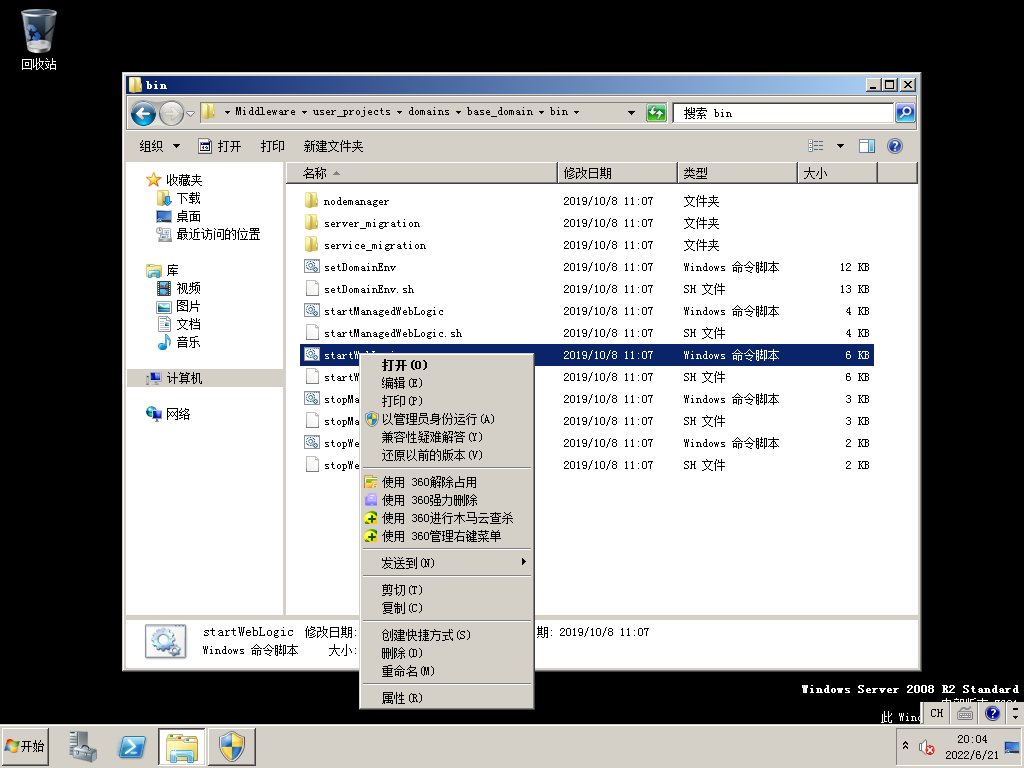 回收站
bin
Middleware user_projects domains base_domain bin
搜索 bin
组织 打开 打印 新建文件夹
名称 修改日期 类型 大小
收藏夹
下载
桌面
最近访问的位置
库
视频
图片
文档
音乐
计算机
网络
nodemanager 2019/10/8 11:07 文件夹
server_migration 2019/10/8 11:07 文件夹
service_migration 2019/10/8 11:07 文件夹
setDomainEnv 2019/10/8 11:07 Windows 命令脚本 12 KB
setDomainEnv.sh 2019/10/8 11:07 SH 文件 13 KB
startManagedWebLogic 2019/10/8 11:07 Windows 命令脚本 4 KB
startManagedWebLogic.sh 2019/10/8 11:07 SH 文件 4 KB
2019/10/8 11:07 Windows 命令脚本 6 KB
startW 2019/10/8 11:07 SH 文件 6 KB
stopMa 2019/10/8 11:07 Windows 命令脚本 3 KB
stopMa 2019/10/8 11:07 SH 文件 3 KB
stopWe 2019/10/8 11:07 Windows 命令脚本 2 KB
stopWe 2019/10/8 11:07 SH 文件 2 KB
打开(O)
编辑(E)
打印(P)
以管理员身份运行(A)
兼容性疑难解答(Y)
还原以前的版本(V)
使用 360解除占用
使用 360强力删除
使用 360进行木马云查杀
使用 360管理右键菜单
发送到(N)
剪切(T)
复制(C)
创建快捷方式(S)
删除(D)
重命名(M)
属性(R)
startWebLogic 修改日期: 期: 2019/10/8 11:07
Windows 命令脚本 大小:
Windows Server 2008 R2 Standard
此 Wind
CH
开始
20:04
2022/6/21